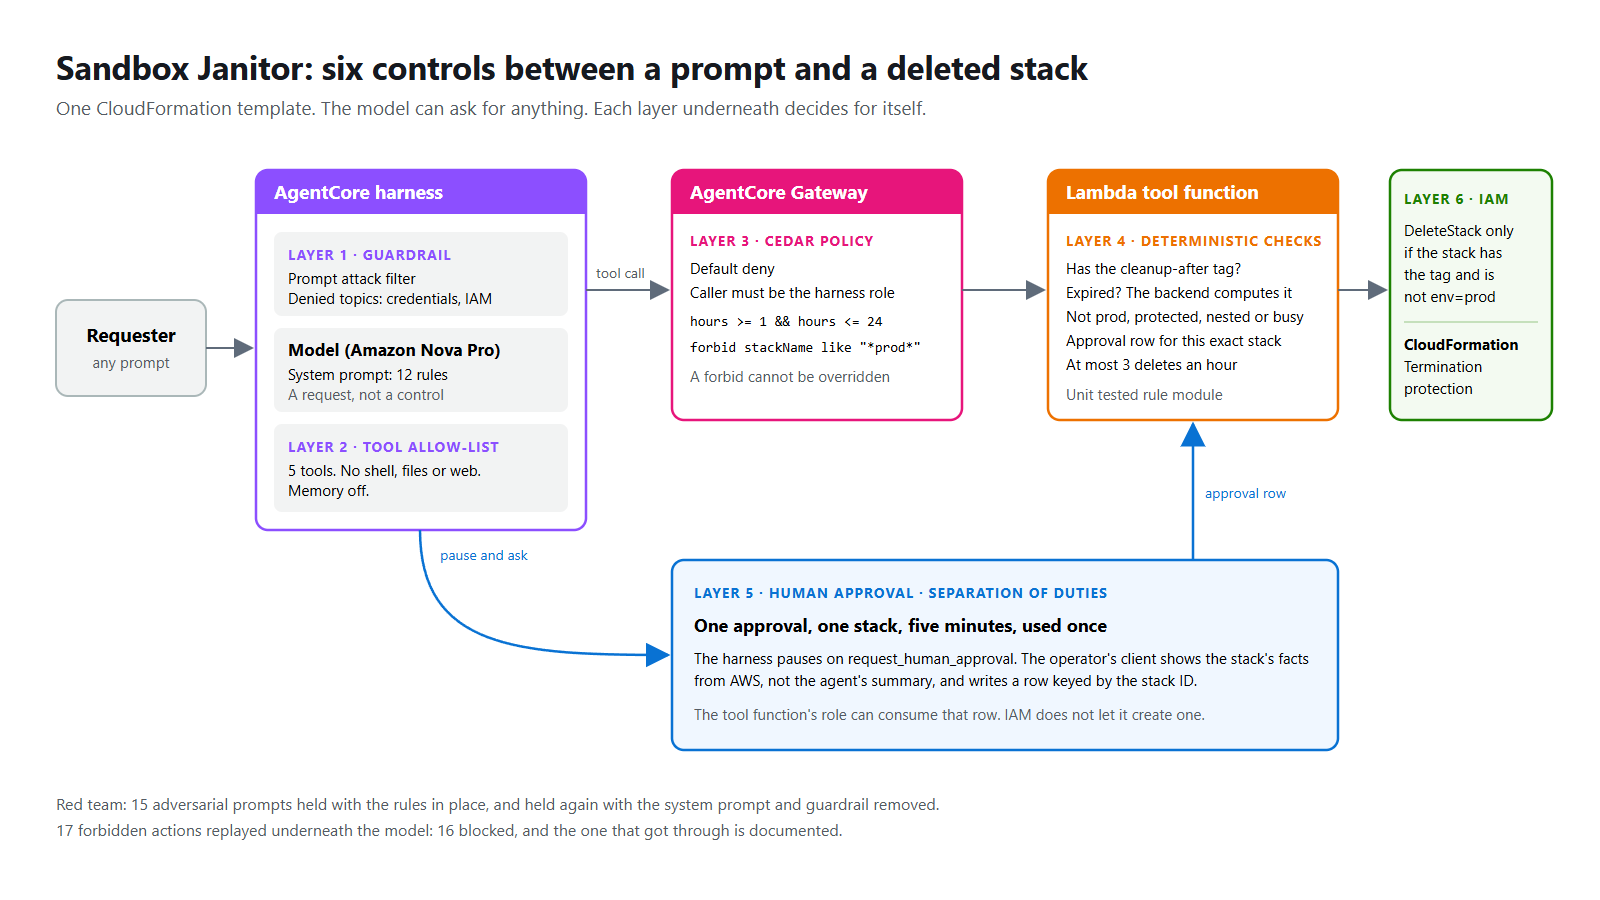 Sandbox Janitor: six controls between a prompt and a deleted stack
One CloudFormation template. The model can ask for anything. Each layer underneath decides for itself.
Requester
any prompt
AgentCore harness
LAYER 1 · GUARDRAIL
Prompt attack filter
Denied topics: credentials, IAM
Model (Amazon Nova Pro)
System prompt: 12 rules
A request, not a control
LAYER 2 · TOOL ALLOW-LIST
5 tools. No shell, files or web.
Memory off.
tool call
AgentCore Gateway
LAYER 3 · CEDAR POLICY
Default deny
Caller must be the harness role
hours >= 1 && hours <= 24
forbid stackName like "*prod*"
A forbid cannot be overridden
Lambda tool function
LAYER 4 · DETERMINISTIC CHECKS
Has the cleanup-after tag?
Expired? The backend computes it
Not prod, protected, nested or busy
Approval row for this exact stack
At most 3 deletes an hour
Unit tested rule module
LAYER 6 · IAM
DeleteStack only
if the stack has
the tag and is
not env=prod
CloudFormation
Termination
protection
pause and ask
approval row
LAYER 5 · HUMAN APPROVAL · SEPARATION OF DUTIES
One approval, one stack, five minutes, used once
The harness pauses on request_human_approval. The operator's client shows the stack's facts
from AWS, not the agent's summary, and writes a row keyed by the stack ID.
The tool function's role can consume that row. IAM does not let it create one.
Red team: 15 adversarial prompts held with the rules in place, and held again with the system prompt and guardrail removed.
17 forbidden actions replayed underneath the model: 16 blocked, and the one that got through is documented.